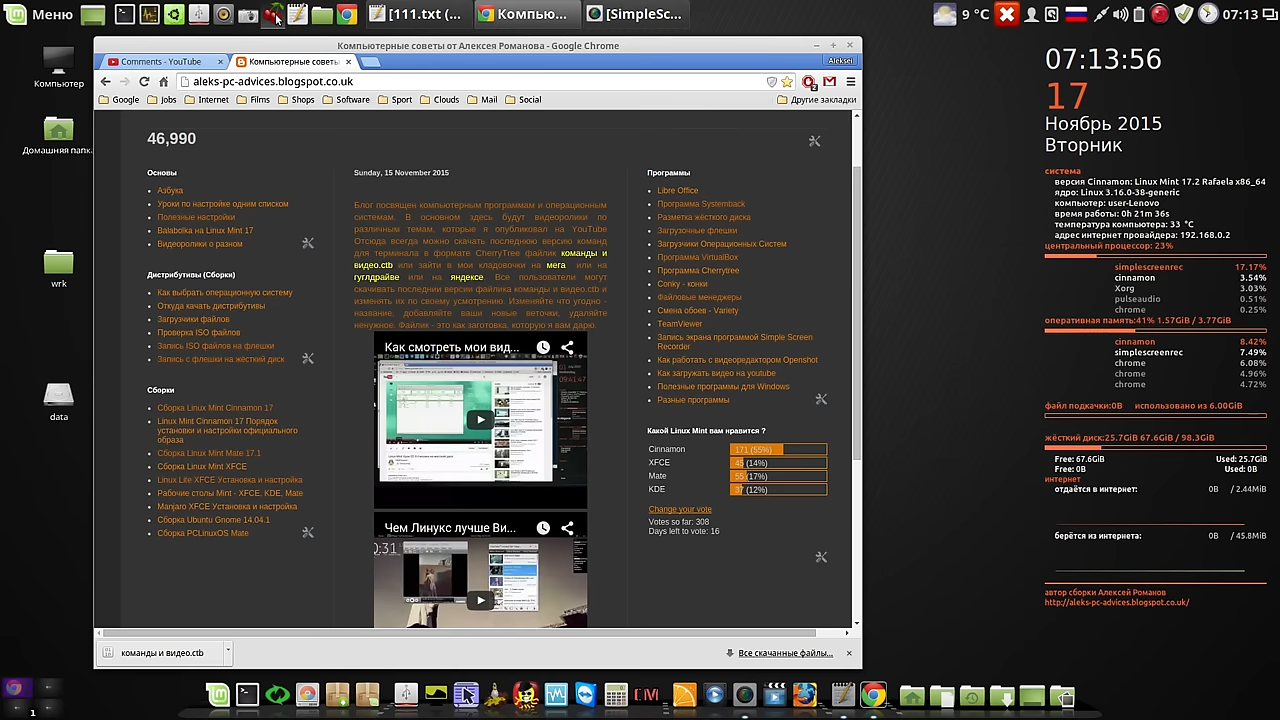 Меню
[111.txt (...
Компью...
[SimpleSc...
9 °C
07:13
Компьютерные советы от Алексея Романова - Google Chrome
Comments - YouTube
Компьютерные советы
Aleksei
aleks-pc-advices.blogspot.co.uk
Google
Jobs
Internet
Films
Shops
Software
Sport
Clouds
Mail
Social
Другие закладки
Компьютер
Домашняя папк.
wrk
data
46,990
Основы
Азбука
Уроки по настройке одним списком
Полезные настройки
Balabolka на Linux Mint 17
Видеоролики о разном
Дистрибутивы (Сборки)
Как выбрать операционную систему
Откуда качать дистрибутивы
Загрузчики файлов
Проверка ISO файлов
Запись ISO файлов на флешки
Запись с флешки на жёсткий диск
Сборки
Сборка Linux Mint Cinnamon 17
Linux Mint Cinnamon 17 Порядок
установки и настройки официального
образа
Сборка Linux Mint Mate 17.1
Сборка Linux Mint XFCE
Linux Lite XFCE Установка и настройка
Рабочие столы Mint - XFCE, KDE, Mate
Manjaro XFCE Установка и настройка
Сборка Ubuntu Gnome 14.04.1
Сборка PCLinuxOS Mate
Sunday, 15 November 2015
Блог посвящен компьютерным программам и операционным
системам. В основном здесь будут видеоролики по
различным темам, которые я опубликовал на YouTube
Отсюда всегда можно скачать последнюю версию команд
для терминала в формате CherryTree файлик команды и
видео.ctb или зайти в мои кладовочки на мега или на
гуглдрайве или на яндексе. Все пользователи могут
скачивать последнии версии файлика команды и видео.ctb и
изменять их по своему усмотрению. Изменяйте что угодно -
название, добавляйте ваши новые веточки, удаляйте
ненужное. Файлик - это как заготовка, которую я вам дарю.
Как смотреть мои вид...
Чем Линукс лучше Ви...
0:31
Программы
Libre Office
Программа Systemback
Разметка жёсткого диска
Загрузочные флешки
Загрузчики Операционных Систем
Программа VirtualBox
Программа Cherrytree
Conky - конки
Файловые менеджеры
Смена обоев - Variety
TeamViewer
Запись экрана программой Simple Screen
Recorder
Как работать с видеоредактором Openshot
Как загружать видео на youtube
Полезные программы для Windows
Разные программы
Какой Linux Mint вам нравится ?
Cinnamon 171 (55%)
XFCE 45 (14%)
Mate 55 (17%)
KDE 37 (12%)
Change your vote
Votes so far: 308
Days left to vote: 16
команды и видео.ctb
Все скачанные файлы...
07:13:56
17
Ноябрь 2015
Вторник
система
версия Cinnamon: Linux Mint 17.2 Rafaela x86_64
ядро: Linux 3.16.0-38-generic
компьютер: user-Lenovo
время работы: 0h 21m 36s
температура компьютера: 33 °C
адрес интернет провайдера: 192.168.0.2
центральный процессор: 23%
simplescreenrec 17.17%
cinnamon 3.54%
Xorg 3.03%
pulseaudio 0.51%
chrome 0.25%
оперативная память:41% 1.57GiB / 3.77GiB
cinnamon 8.42%
simplescreenrec 7.49%
chrome 6.08%
chrome 4.96%
chrome 4.72%
файл подкачки:0B использовано из 6.00GiB
жёсткий диск:25.7GiB 67.6GiB / 98.3GiB
Free: 67.6GiB Used: 25.7GiB
Free: 0B Used: 0B
интернет
отдаётся в интернет: 0B / 2.44MiB
берётся из интернета: 0B / 45.8MiB
автор сборки Алексей Романов
http://aleks-pc-advices.blogspot.co.uk/
1